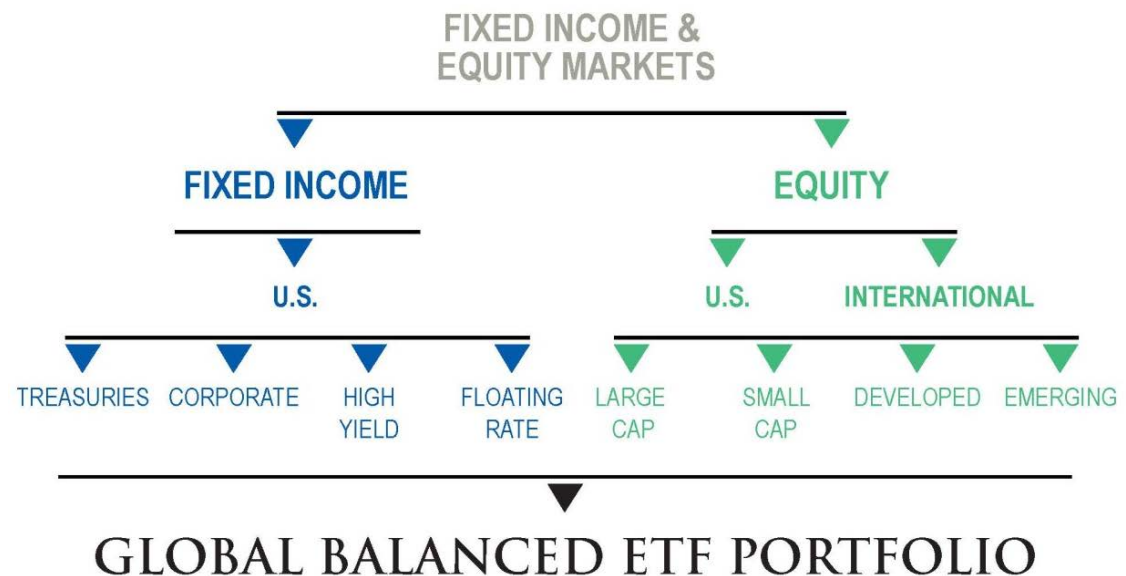 FIXED INCOME &
EQUITY MARKETS
FIXED INCOME
EQUITY
U.S.
U.S.
INTERNATIONAL
TREASURIES
CORPORATE
HIGH
YIELD
FLOATING
RATE
LARGE
CAP
SMALL
CAP
DEVELOPED
EMERGING
GLOBAL BALANCED ETF PORTFOLIO